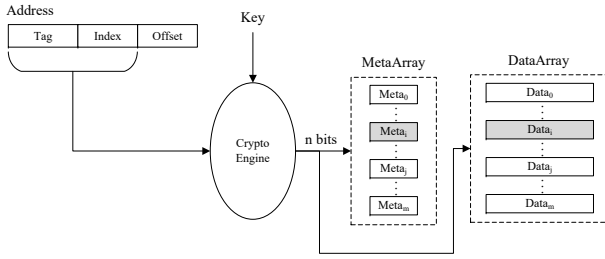 Address
Tag Index Offset
Key
Crypto
Engine
n bits
MetaArray
Meta₀
Metaᵢ
Metaⱼ
Metaₘ
DataArray
Data₀
Dataᵢ
Dataⱼ
Dataₘ